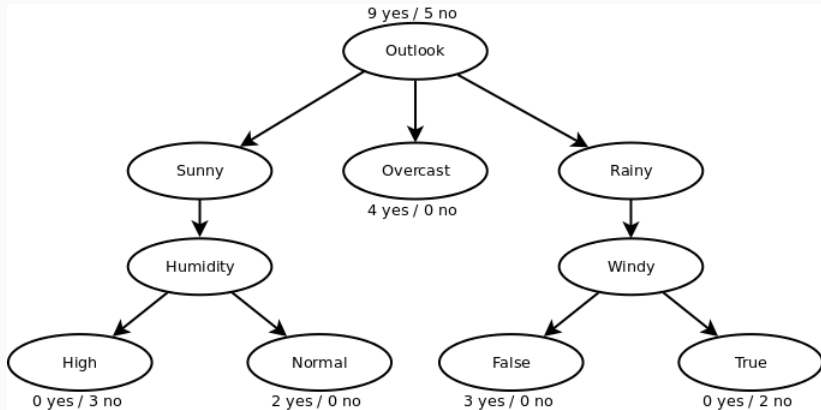 9 yes / 5 no
Outlook
Sunny
Overcast
Rainy
4 yes / 0 no
Humidity
Windy
High
Normal
False
True
0 yes / 3 no
2 yes / 0 no
3 yes / 0 no
0 yes / 2 no